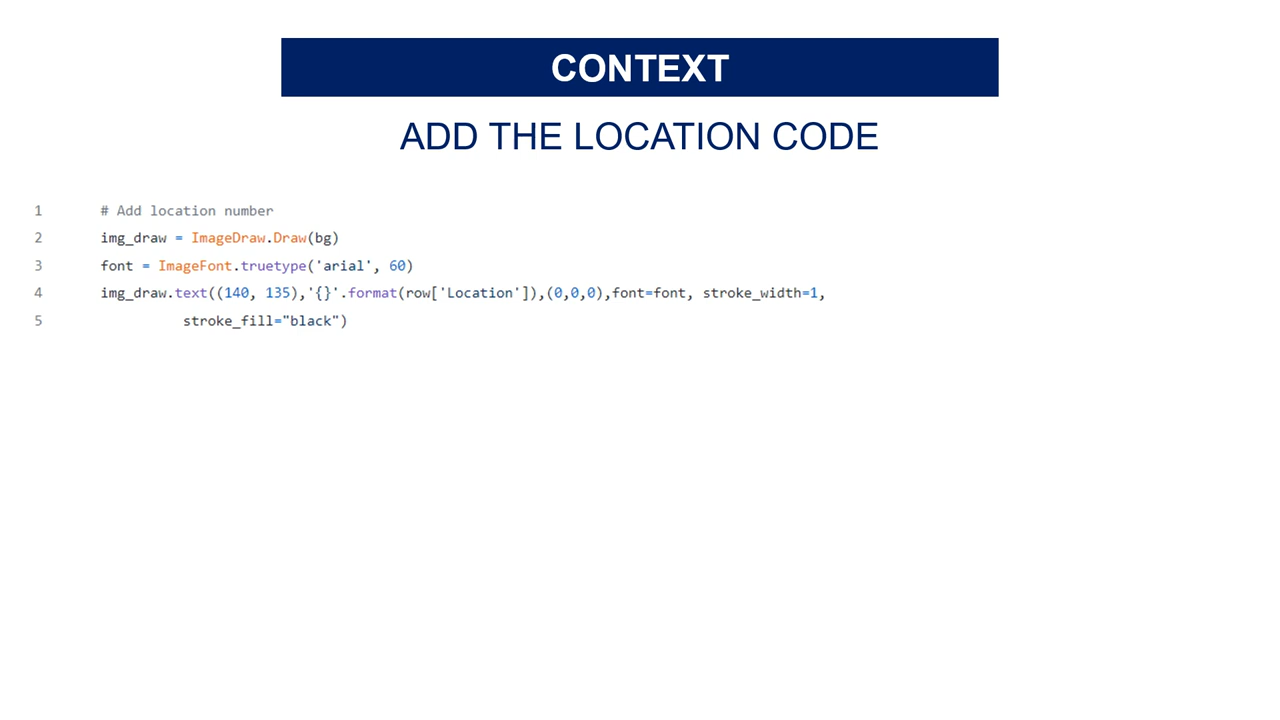 CONTEXT
ADD THE LOCATION CODE
1 # Add location number
2 img_draw = ImageDraw.Draw(bg)
3 font = ImageFont.truetype('arial', 60)
4 img_draw.text((140, 135),'{}'.format(row['Location']),(0,0,0),font=font, stroke_width=1,
5 stroke_fill="black")